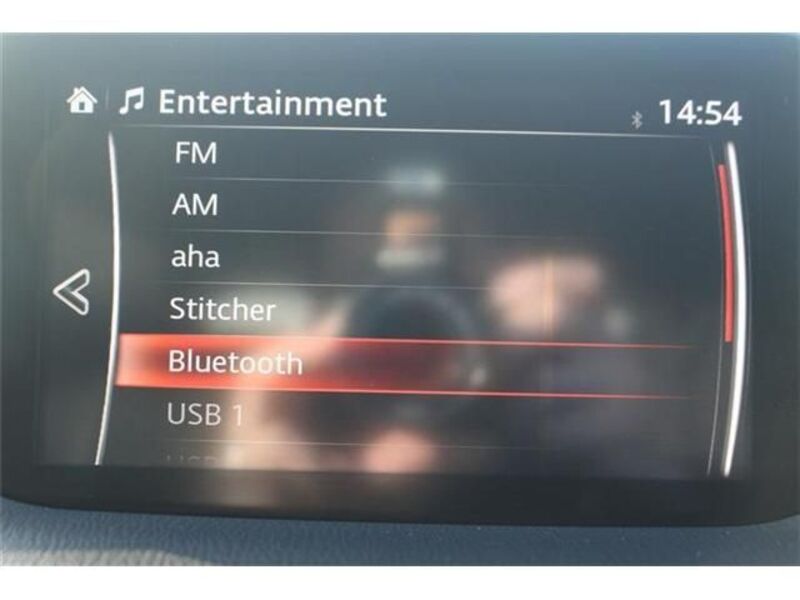 Entertainment
14:54
FM
AM
aha
Stitcher
Bluetooth
USB 1